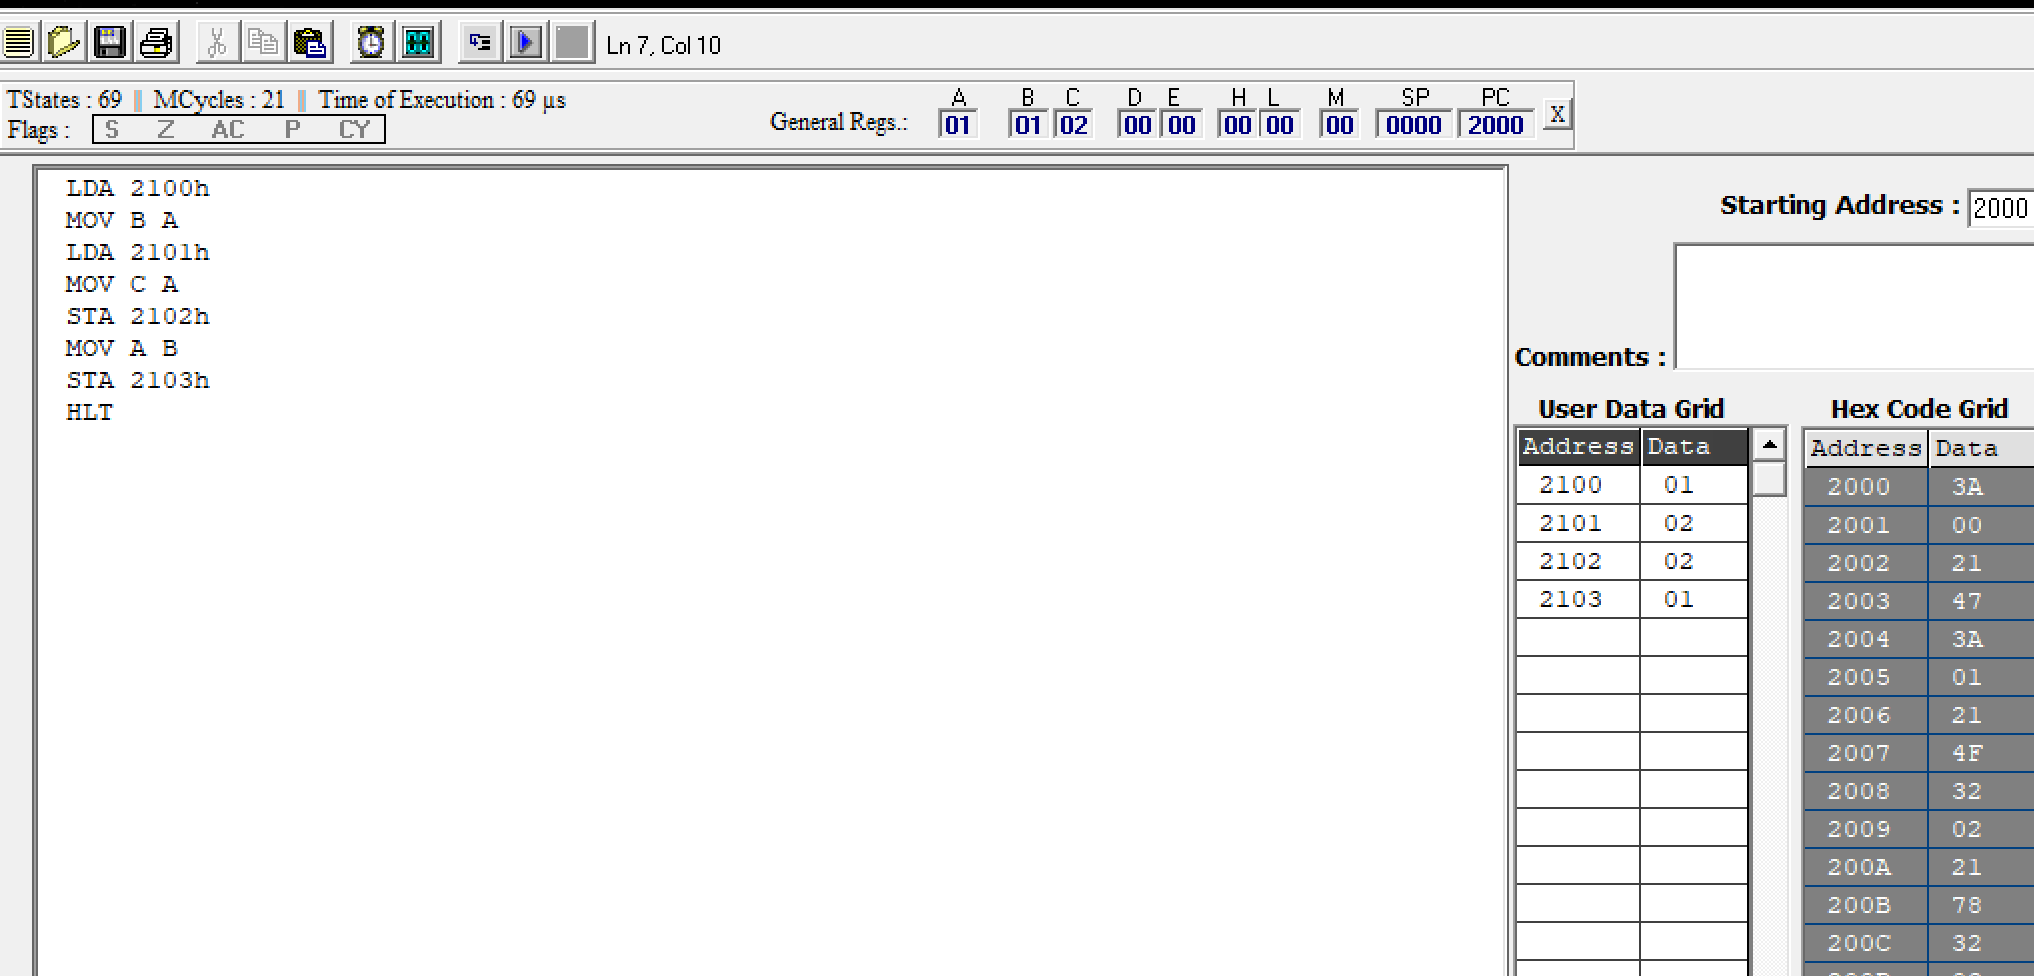 Ln 7, Col 10
TStates : 69 || MCycles : 21 || Time of Execution : 69 µs
Flags : S Z AC P CY
General Regs.:
A B C D E H L M SP PC
01 01 02 00 00 00 00 00 0000 2000 X
LDA 2100h
MOV B A
LDA 2101h
MOV C A
STA 2102h
MOV A B
STA 2103h
HLT
Starting Address : 2000
Comments :
User Data Grid
Address Data
2100 01
2101 02
2102 02
2103 01
Hex Code Grid
Address Data
2000 3A
2001 00
2002 21
2003 47
2004 3A
2005 01
2006 21
2007 4F
2008 32
2009 02
200A 21
200B 78
200C 32